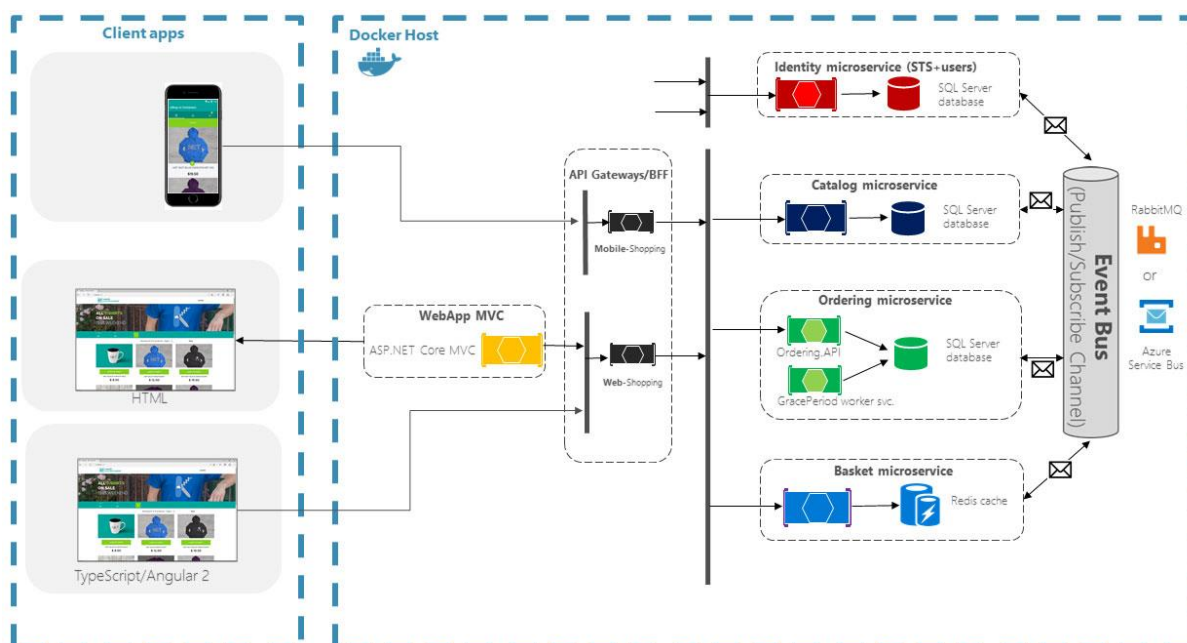 Client apps
HTML
TypeScript/Angular 2
Docker Host
WebApp MVC
ASP.NET Core MVC
API Gateways/BFF
Mobile-Shopping
Web-Shopping
Identity microservice (STS+users)
SQL Server
database
Catalog microservice
SQL Server
database
Ordering microservice
Ordering.API
SQL Server
database
GracePeriod worker svc.
Basket microservice
Redis cache
Event Bus
(Publish/Subscribe Channel)
RabbitMQ
or
Azure
Service Bus